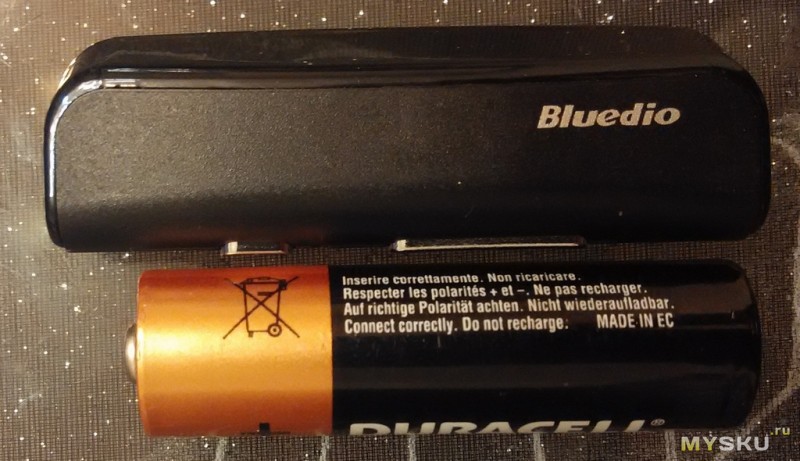 Bluedio
Inserire correttamente. Non ricaricare.
Respecter les polarités + et –. Ne pas recharger.
Auf richtige Polarität achten. Nicht wiederaufladbar.
Connect correctly. Do not recharge. MADE IN EC
DURACELL®
MYSKU.ru